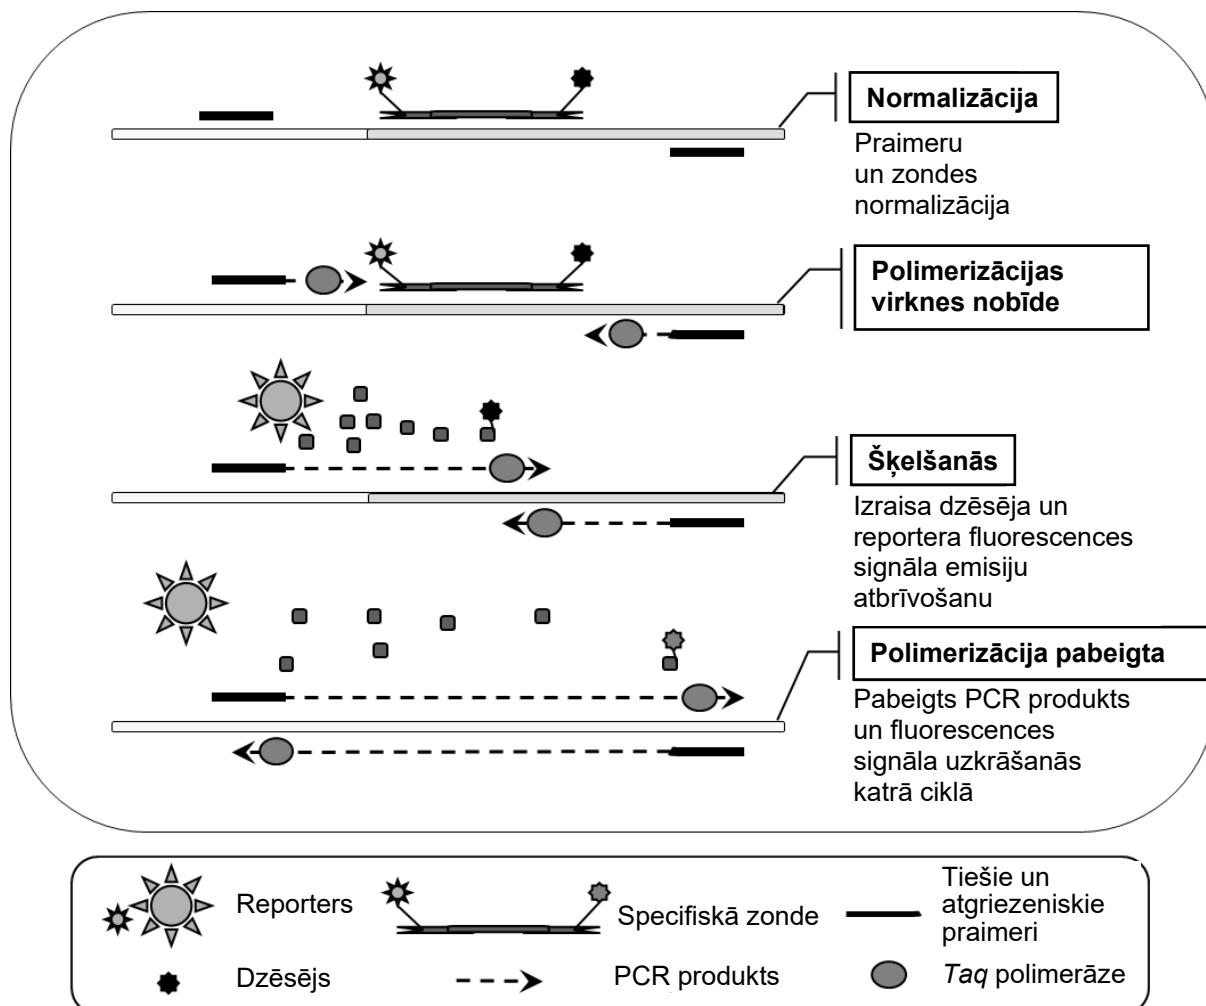 Normalizācija
Praimeru
un zondes
normalizācija
Polimerizācijas
virknes nobīde
Šķelšanās
Izraisa dzēsēja un
reportera fluorescences
signāla emisiju
atbrīvošanu
Polimerizācija pabeigta
Pabeigts PCR produkts
un fluorescences
signāla uzkrāšanās
katrā ciklā
Reporters
Specifiskā zonde
Tiešie un
atgriezeniskie
praimeri
Dzēsējs
PCR produkts
Taq polimerāze